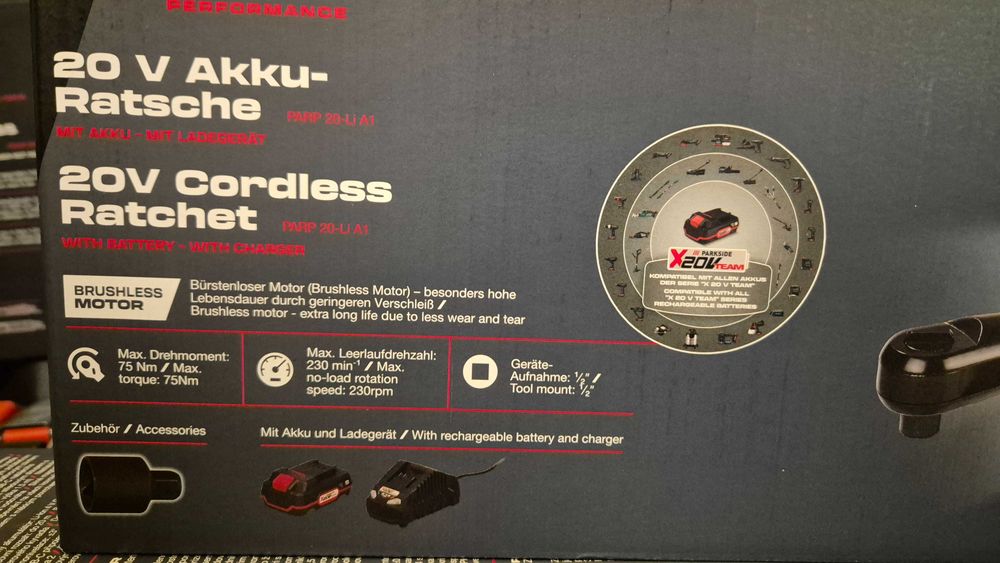 PERFORMANCE
20 V Akku-
Ratsche PARP 20-Li A1
MIT AKKU - MIT LADEGERÄT
20V Cordless
Ratchet PARP 20-Li A1
WITH BATTERY - WITH CHARGER
BRUSHLESS
MOTOR
Bürstenloser Motor (Brushless Motor) – besonders hohe
Lebensdauer durch geringeren Verschleiß /
Brushless motor - extra long life due to less wear and tear
Max. Drehmoment:
75 Nm / Max.
torque: 75Nm
Max. Leerlaufdrehzahl:
230 min⁻¹ / Max.
no-load rotation
speed: 230rpm
Geräte-
Aufnahme: ½" /
Tool mount: ½"
Zubehör / Accessories
Mit Akku und Ladegerät / With rechargeable battery and charger
/// PARKSIDE
X20V TEAM
KOMPATIBEL MIT ALLEN AKKUS
DER SERIE "X 20 V TEAM"
COMPATIBLE WITH ALL
"X 20 V TEAM" SERIES
RECHARGEABLE BATTERIES